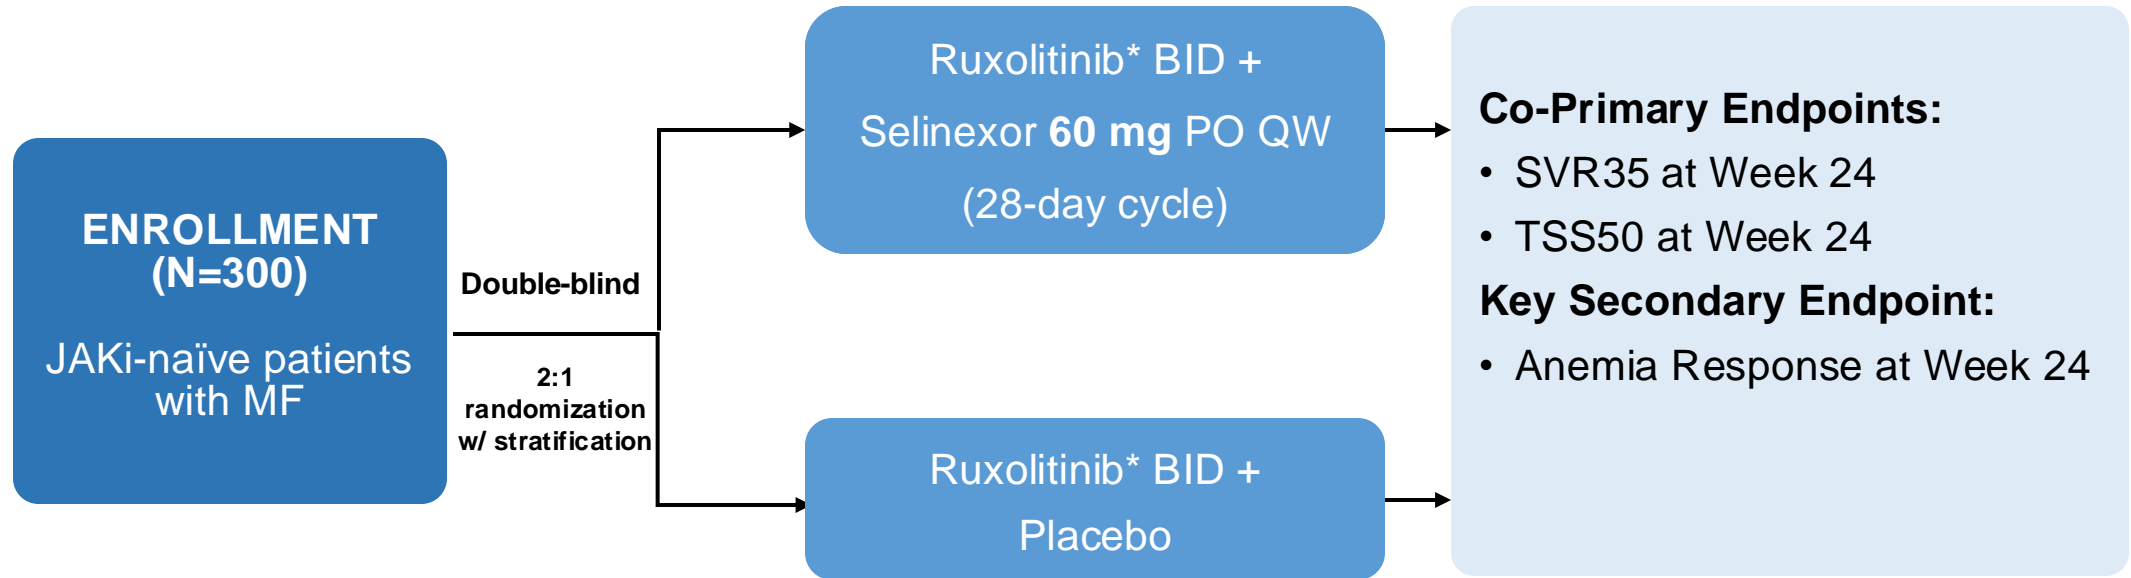 ENROLLMENT
(N=300)
JAKi-naïve patients
with MF
Double-blind
2:1
randomization
w/ stratification
Ruxolitinib* BID +
Selinexor 60 mg PO QW
(28-day cycle)
Ruxolitinib* BID +
Placebo
Co-Primary Endpoints:
• SVR35 at Week 24
• TSS50 at Week 24
Key Secondary Endpoint:
• Anemia Response at Week 24